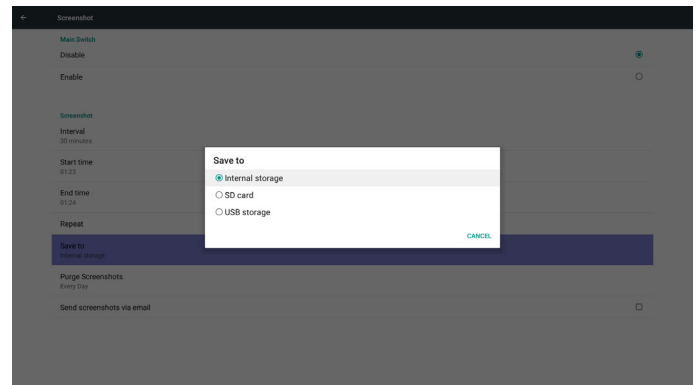 Screenshot
Main Switch
Disable
Enable
Screenshot
Interval
30 minutes
Start time
01:23
End time
01:24
Repeat
Save to
Internal storage
Purge Screenshots
Every Day
Send screenshots via email
Save to
Internal storage
SD card
USB storage
CANCEL